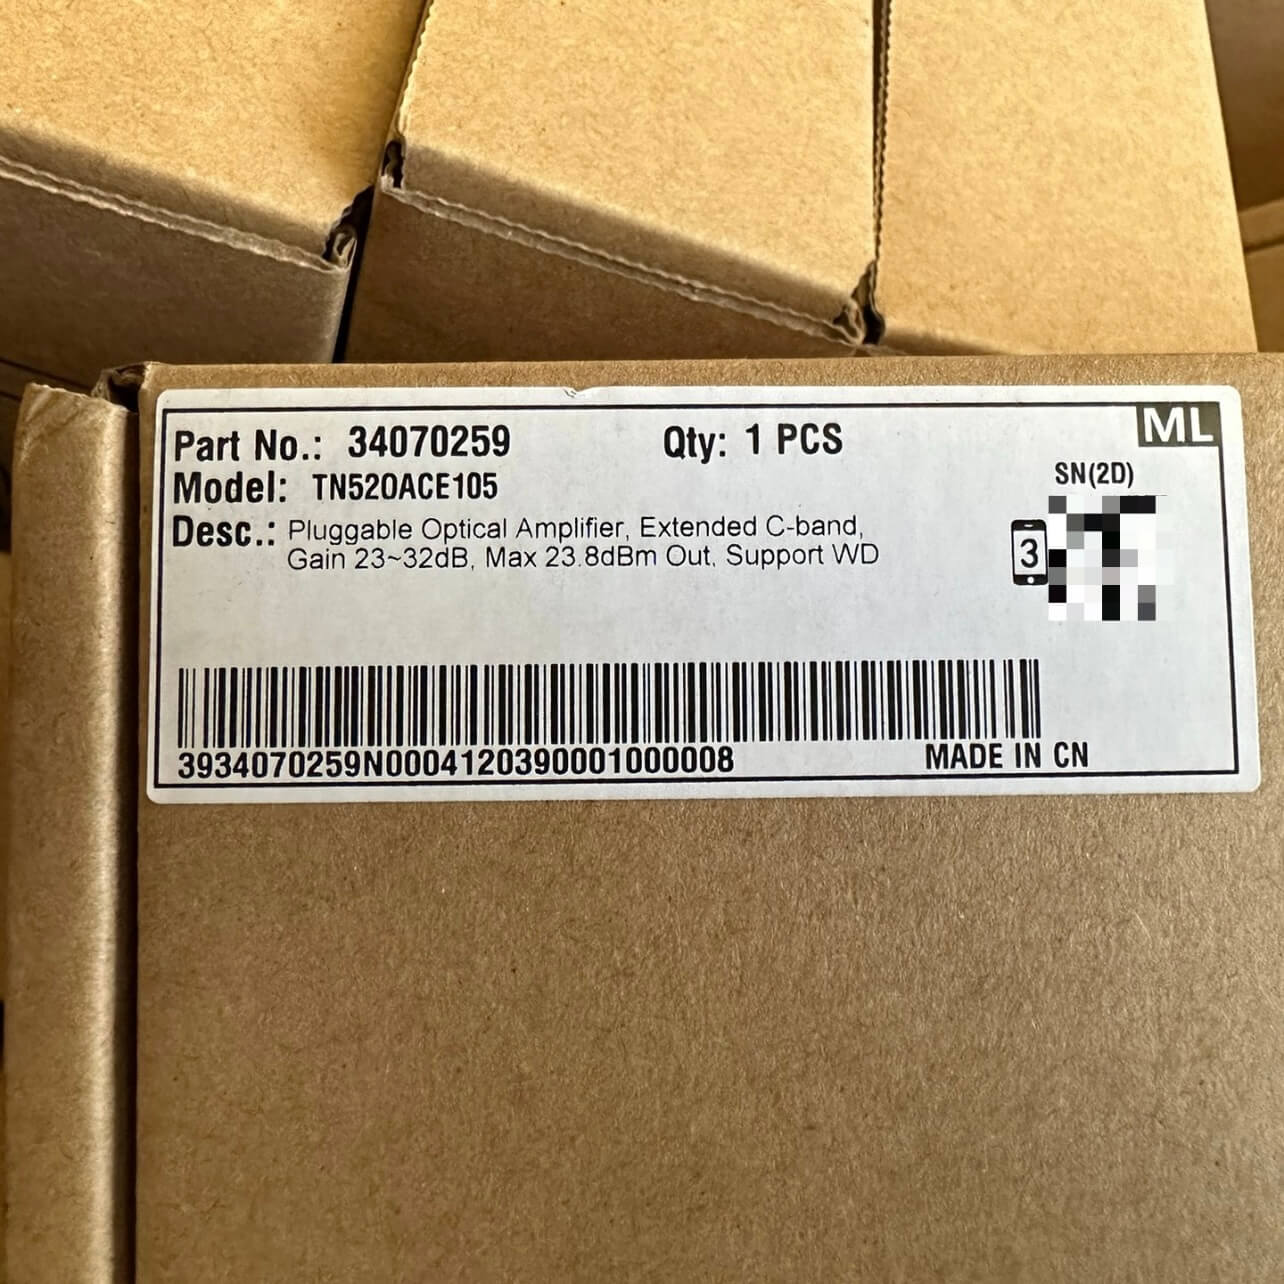 Part No.: 34070259 Qty: 1 PCS ML
Model: TN520ACE105 SN(2D)
Desc.: Pluggable Optical Amplifier, Extended C-band,
Gain 23~32dB, Max 23.8dBm Out, Support WD
3
3934070259N0004120390001000008 MADE IN CN